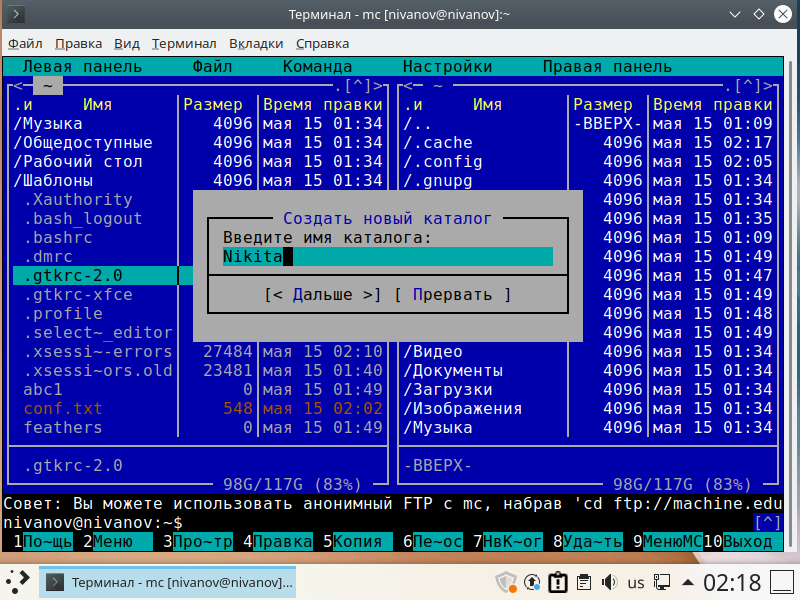 Терминал - mc [nivanov@nivanov]:~
Файл Правка Вид Терминал Вкладки Справка
Левая панель Файл Команда Настройки Правая панель
<─ ~ .[^]> <─ ~ .[^]>
.и Имя Размер Время правки .и Имя Размер Время правки
/Музыка 4096 мая 15 01:34 /.. -ВВЕРХ- мая 15 01:09
/Общедоступные 4096 мая 15 01:34 /.cache 4096 мая 15 02:17
/Рабочий стол 4096 мая 15 01:34 /.config 4096 мая 15 02:05
/Шаблоны 4096 мая 15 01:34 /.gnupg 4096 мая 15 01:34
.Xauthority 4096 мая 15 01:34
.bash_logout Создать новый каталог 4096 мая 15 01:35
.bashrc Введите имя каталога: 4096 мая 15 01:09
.dmrc Nikita 4096 мая 15 01:49
.gtkrc-2.0 4096 мая 15 01:47
.gtkrc-xfce [< Дальше >] [ Прервать ] 4096 мая 15 01:49
.profile 4096 мая 15 01:48
.select~_editor 4096 мая 15 01:49
.xsessi~-errors 27484 мая 15 02:10 /Видео 4096 мая 15 01:34
.xsessi~ors.old 23481 мая 15 01:40 /Документы 4096 мая 15 01:34
abc1 0 мая 15 01:49 /Загрузки 4096 мая 15 01:34
conf.txt 548 мая 15 02:02 /Изображения 4096 мая 15 01:34
feathers 0 мая 15 01:49 /Музыка 4096 мая 15 01:34
.gtkrc-2.0 -ВВЕРХ-
98G/117G (83%) 98G/117G (83%)
Совет: Вы можете использовать анонимный FTP с mc, набрав 'cd ftp://machine.edu
nivanov@nivanov:~$ [^]
1По~щь 2Меню 3Про~тр 4Правка 5Копия 6Пе~ос 7НвК~ог 8Уда~ть 9МенюMC 10Выход
Терминал - mc [nivanov@nivanov]... us 02:18